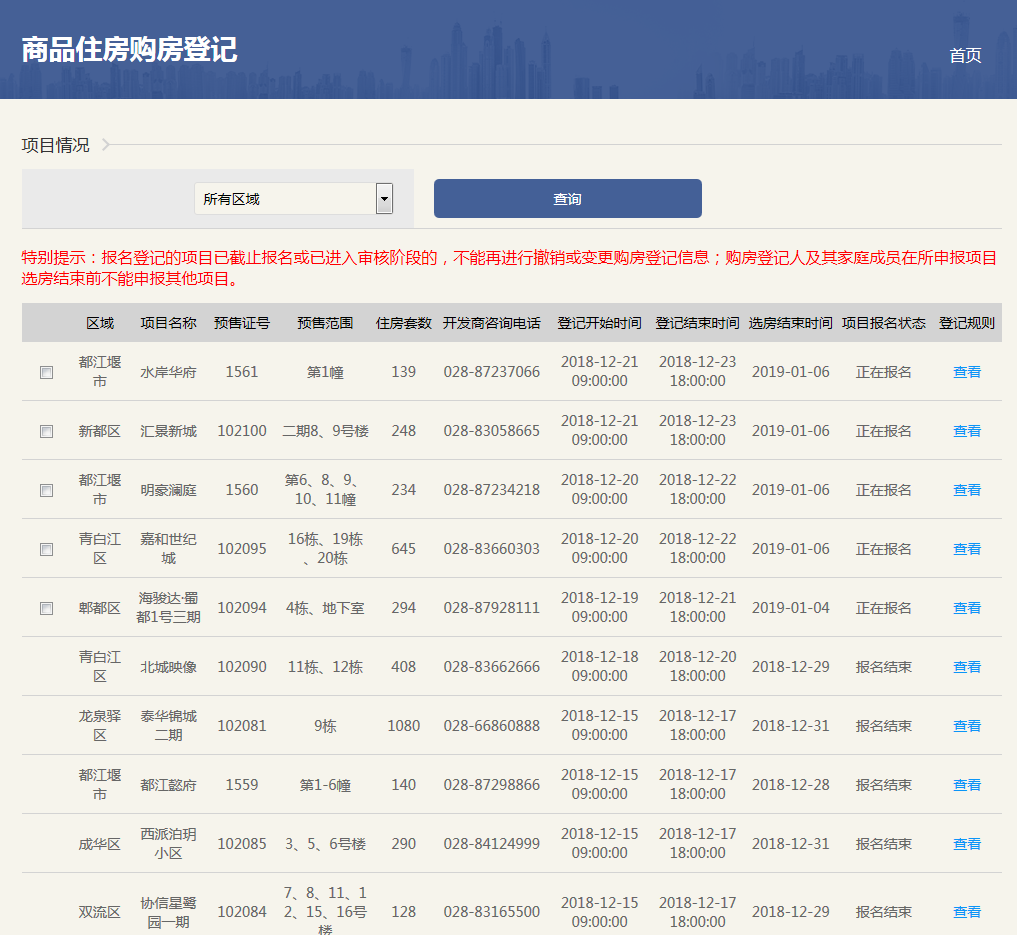 商品住房购房登记
首页
项目情况
所有区域 查询
特别提示：报名登记的项目已截止报名或已进入审核阶段的，不能再进行撤销或变更购房登记信息；购房登记人及其家庭成员在所申报项目
选房结束前不能申报其他项目。
区域 项目名称 预售证号 预售范围 住房套数 开发商咨询电话 登记开始时间 登记结束时间 选房结束时间 项目报名状态 登记规则
都江堰 2018-12-21 2018-12-23
水岸华府 1561 第1幢 139 028-87237066 2019-01-06 正在报名 查看
市 09:00:00 18:00:00
2018-12-21 2018-12-23
新都区 汇景新城 102100 二期8、9号楼 248 028-83058665 2019-01-06 正在报名 查看
09:00:00 18:00:00
都江堰 第6、8、9、 2018-12-20 2018-12-22
明豪澜庭 1560 234 028-87234218 2019-01-06 正在报名 查看
市 10、11幢 09:00:00 18:00:00
青白江 嘉和世纪 16栋、19栋 2018-12-20 2018-12-22
102095 645 028-83660303 2019-01-06 正在报名 查看
区 城 、20栋 09:00:00 18:00:00
海骏达·蜀 2018-12-19 2018-12-21
郫都区 102094 4栋、地下室 294 028-87928111 2019-01-04 正在报名 查看
都1号三期 09:00:00 18:00:00
青白江 2018-12-18 2018-12-20
北城映像 102090 11栋、12栋 408 028-83662666 2018-12-29 报名结束 查看
区 09:00:00 18:00:00
龙泉驿 泰华锦城 2018-12-15 2018-12-17
102081 9栋 1080 028-66860888 2018-12-31 报名结束 查看
区 二期 09:00:00 18:00:00
都江堰 2018-12-15 2018-12-17
都江懿府 1559 第1-6幢 140 028-87298866 2018-12-28 报名结束 查看
市 09:00:00 18:00:00
西派泊玥 2018-12-15 2018-12-17
成华区 102085 3、5、6号楼 290 028-84124999 2018-12-31 报名结束 查看
小区 09:00:00 18:00:00
7、8、11、1
协信星鹭 2018-12-15 2018-12-17
双流区 102084 2、15、16号 128 028-83165500 2018-12-29 报名结束 查看
园一期 09:00:00 18:00:00
楼